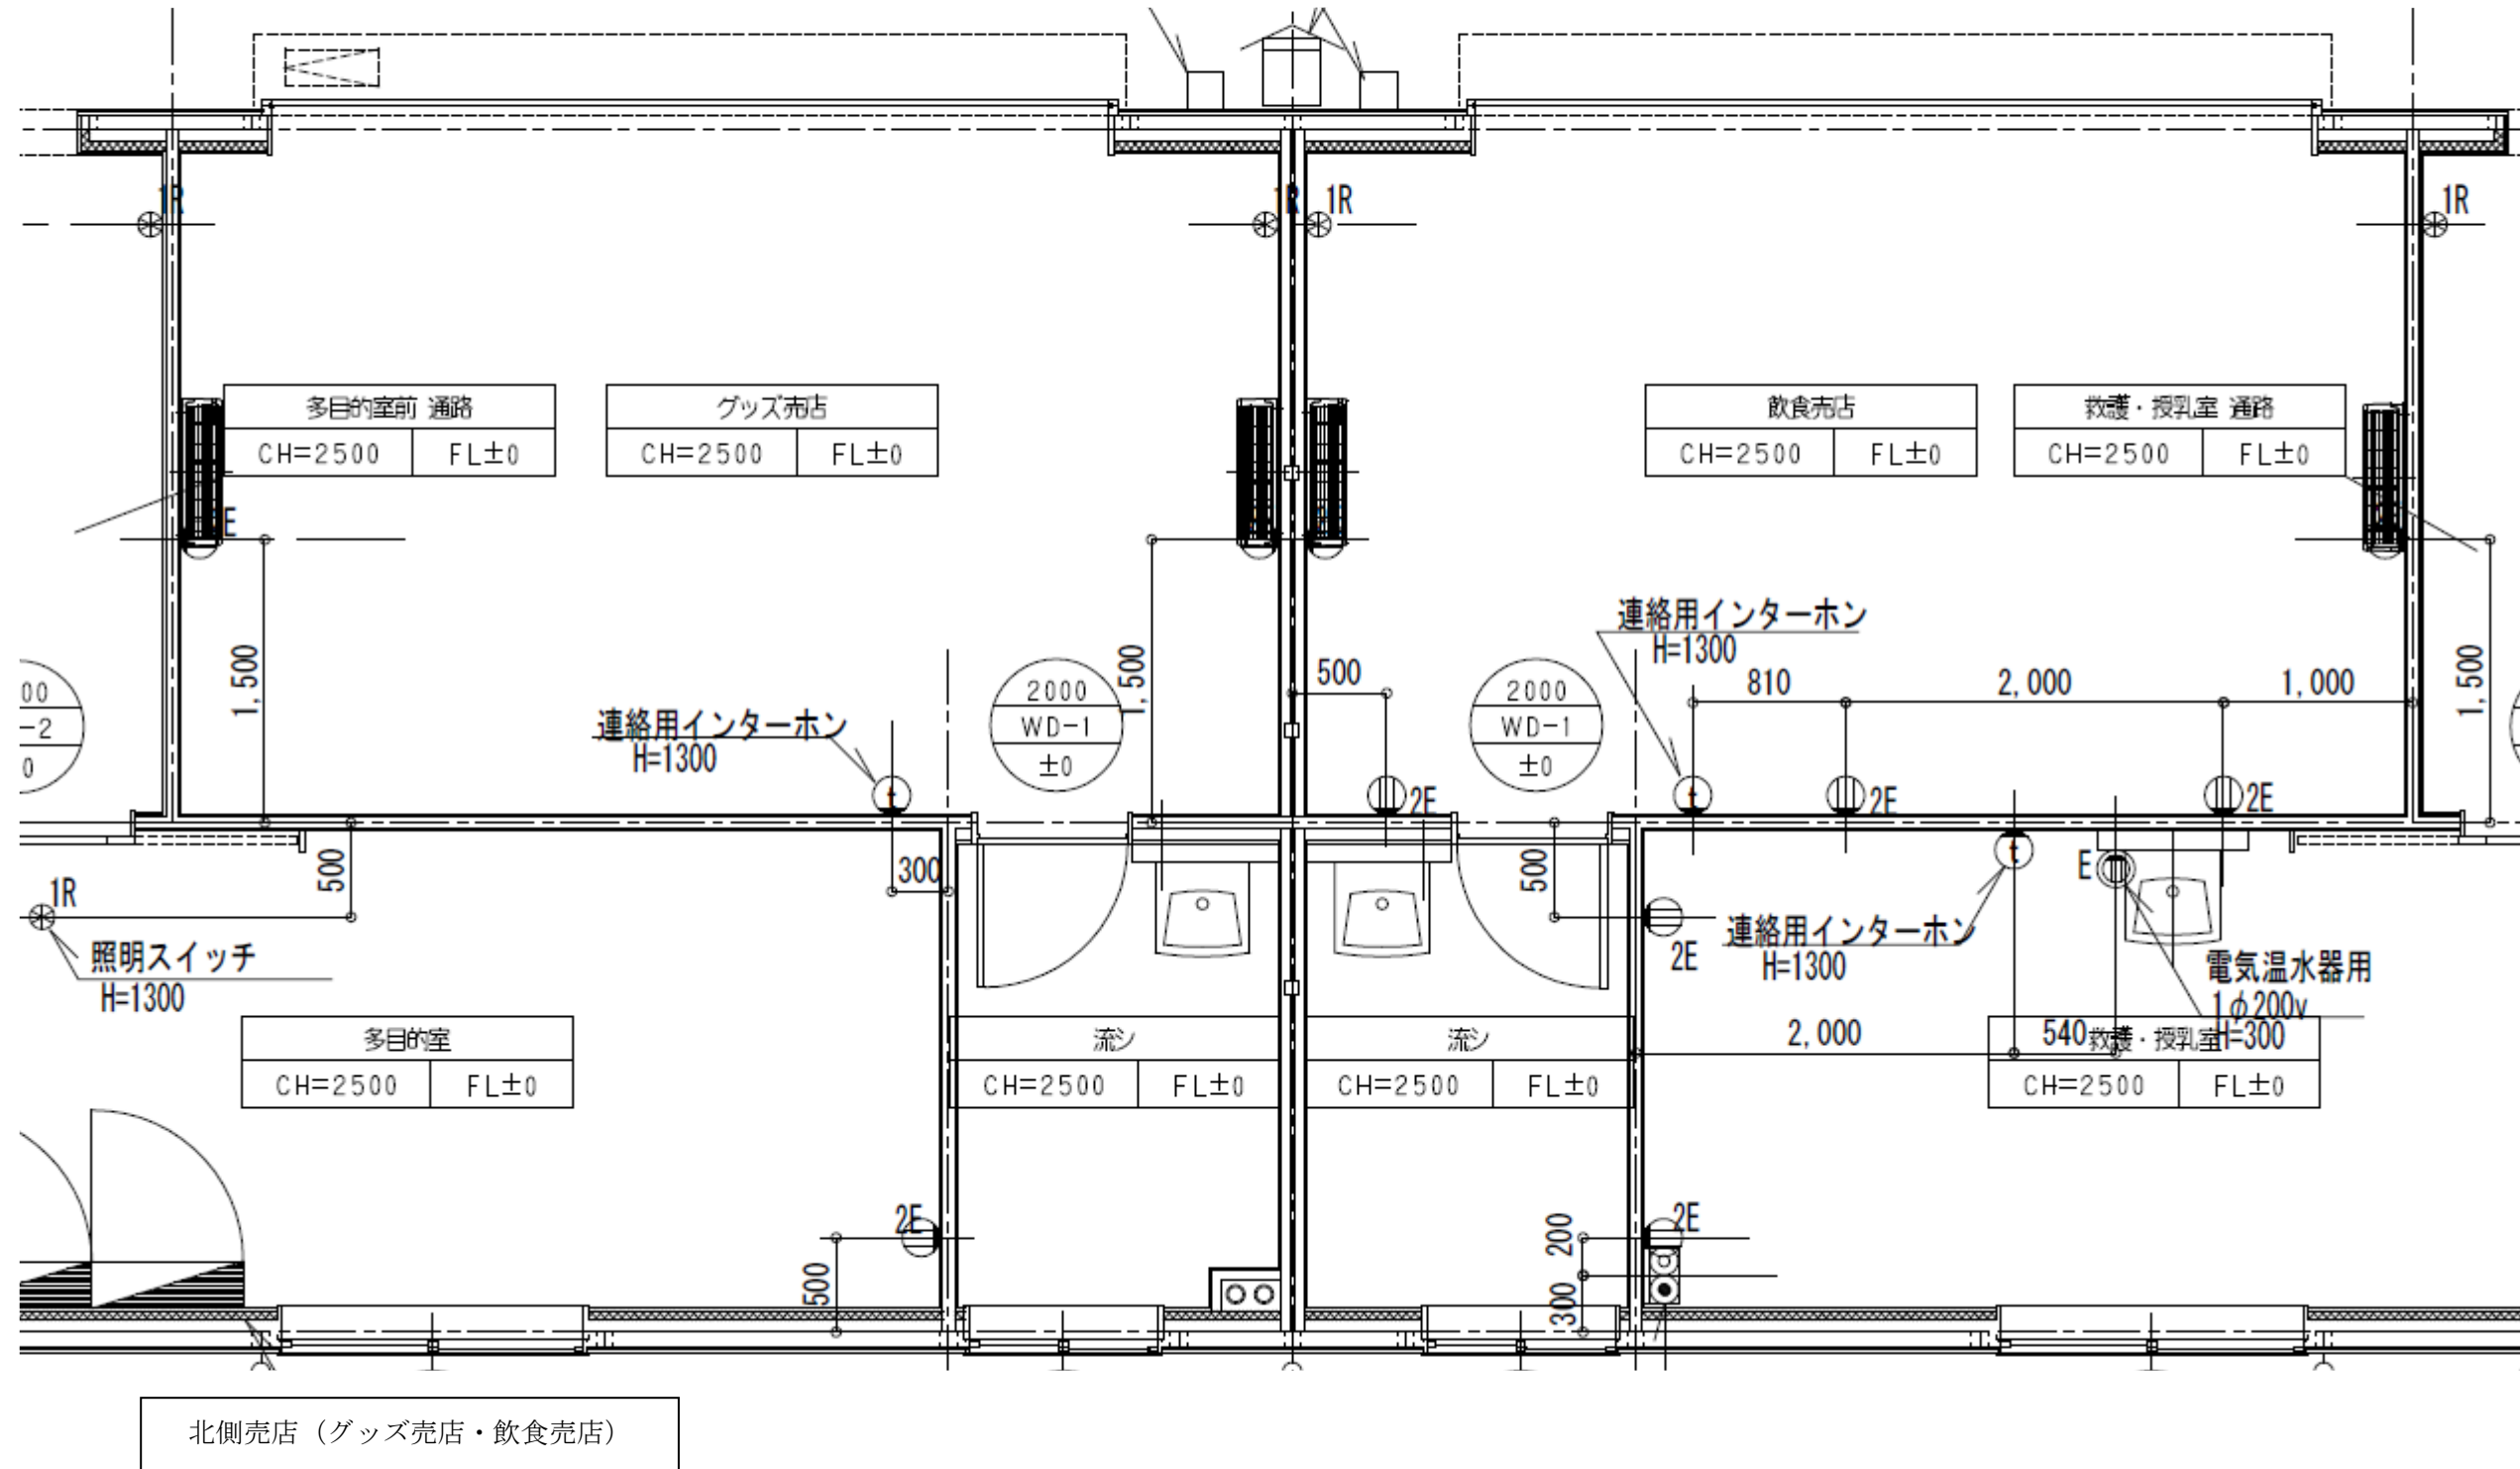 1R
1R
1R
1R
多目的室前 通路
CH=2500 FL±0
グッズ売店
CH=2500 FL±0
飲食売店
CH=2500 FL±0
救護・授乳室 通路
CH=2500 FL±0
E
連絡用インターホン
H=1300
1,500
1,500
500
810
2,000
1,000
1,500
00
-2
0
2000
WD-1
±0
2000
WD-1
±0
連絡用インターホン
H=1300
t
t
2E
2E
2E
500
300
500
t
E
1R
照明スイッチ
H=1300
2E
連絡用インターホン
H=1300
電気温水器用
1φ200v
H=300
2,000
540
多目的室
CH=2500 FL±0
流シ
CH=2500 FL±0
流シ
CH=2500 FL±0
救護・授乳室
CH=2500 FL±0
2E
500
2E
200
300
北側売店（グッズ売店・飲食売店）